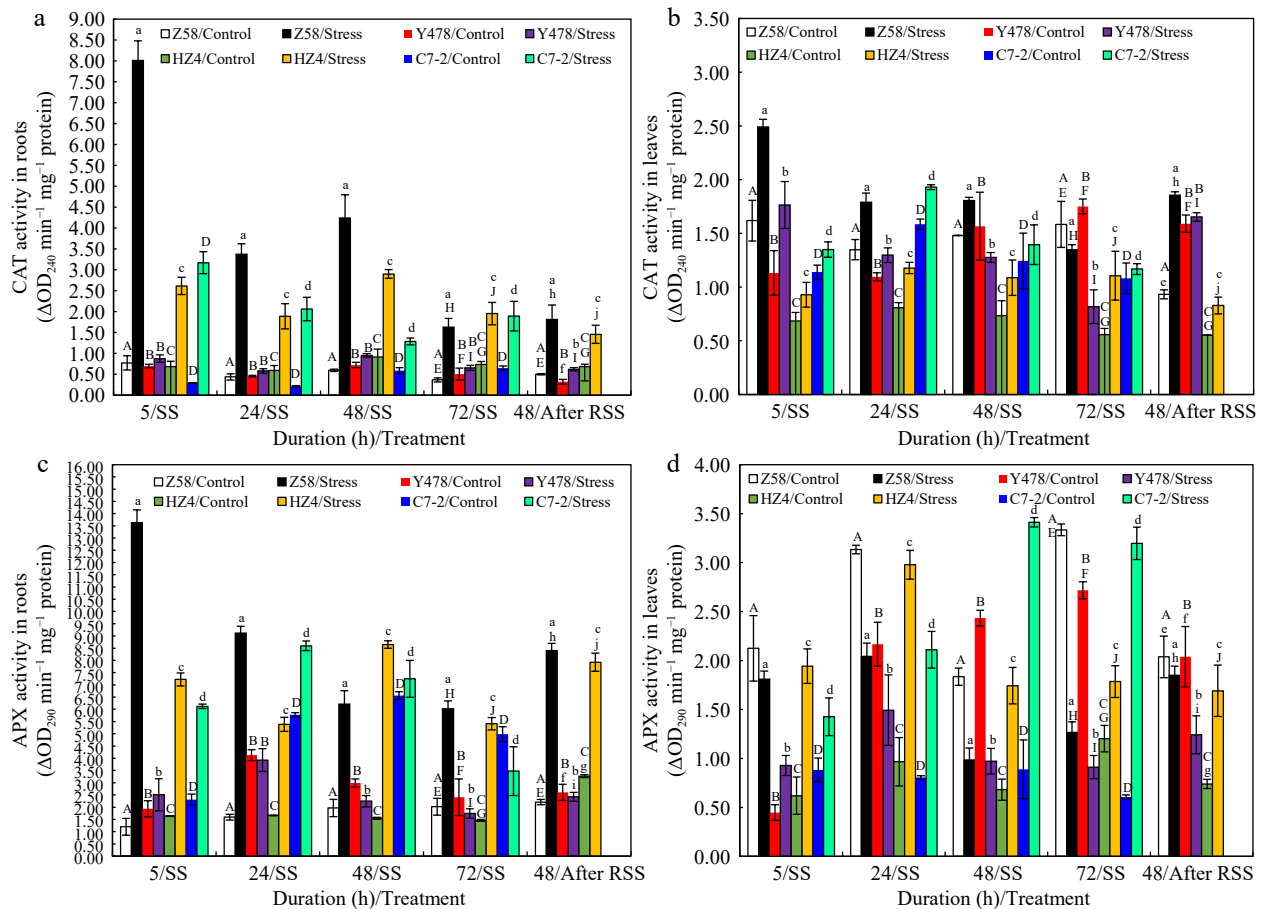 a
CAT activity in roots
(ΔOD240 min−1 mg−1 protein)
9.00
8.50
8.00
7.50
7.00
6.50
6.00
5.50
5.00
4.50
4.00
3.50
3.00
2.50
2.00
1.50
1.00
0.50
0.00
Z58/Control Z58/Stress Y478/Control Y478/Stress
HZ4/Control HZ4/Stress C7-2/Control C7-2/Stress
A a B B C c D D
A a B B C c D d
A a B B C c D d
A E a H B F B I C G c J D d
A E a h B f b i C G c j
5/SS 24/SS 48/SS 72/SS 48/After RSS
Duration (h)/Treatment
b
CAT activity in leaves
(ΔOD240 min−1 mg−1 protein)
3.50
3.00
2.50
2.00
1.50
1.00
0.50
0.00
Z58/Control Z58/Stress Y478/Control Y478/Stress
HZ4/Control HZ4/Stress C7-2/Control C7-2/Stress
A a B b C c D d
A a B b C c D d
A a B b C c D d
A E a H B F b i C G c J D d
A e a h B F B I C G c j
5/SS 24/SS 48/SS 72/SS 48/After RSS
Duration (h)/Treatment
c
APX activity in roots
(ΔOD290 min−1 mg−1 protein)
16.00
15.50
14.50
13.50
12.50
11.50
10.50
9.50
8.50
7.50
6.50
5.50
4.50
3.50
2.50
1.50
0.50
15.00
14.00
13.00
12.00
11.00
10.00
9.00
8.00
7.00
6.00
5.00
4.00
3.00
2.00
1.00
0.00
Z58/Control Z58/Stress Y478/Control Y478/Stress
HZ4/Control HZ4/Stress C7-2/Control C7-2/Stress
A a B b C c D d
A a B B C c D d
A a B b C c D d
A E a H B F b I C G c J D d
A E a h B f b i C g c j
5/SS 24/SS 48/SS 72/SS 48/After RSS
Duration (h)/Treatment
d
APX activity in leaves
(ΔOD290 min−1 mg−1 protein)
4.00
3.50
3.00
2.50
2.00
1.50
1.00
0.50
0.00
Z58/Control Z58/Stress Y478/Control Y478/Stress
HZ4/Control HZ4/Stress C7-2/Control C7-2/Stress
A a B b C c D d
A a B b C c D d
A a B b C c D d
A E a H B F b I C G c J D d
A e a h B f b i C g c J
5/SS 24/SS 48/SS 72/SS 48/After RSS
Duration (h)/Treatment